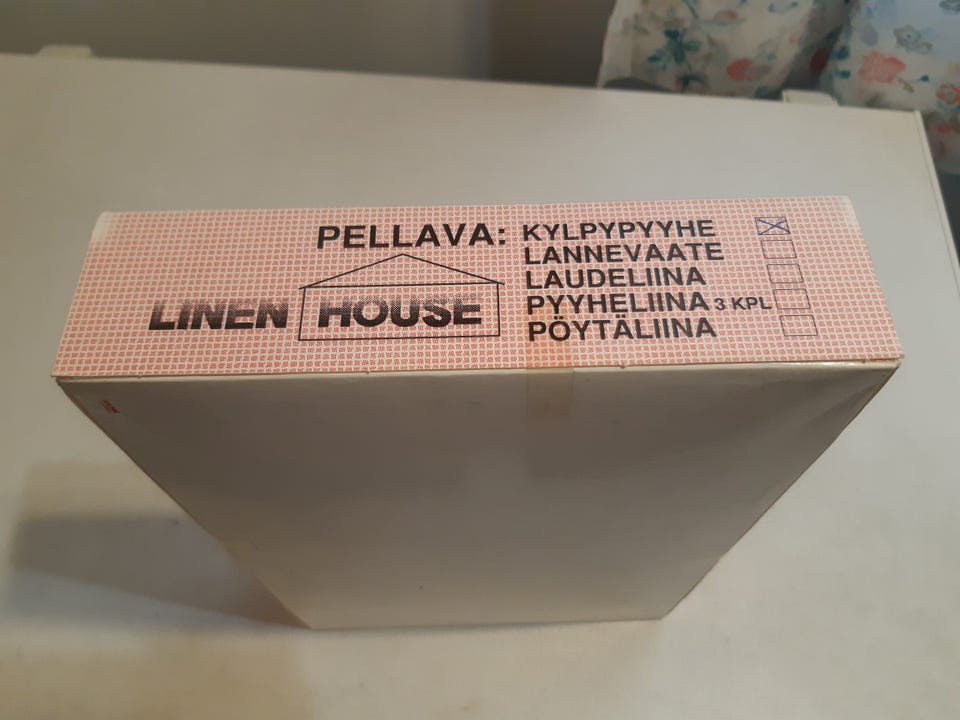 PELLAVA: KYLPYPYYHE
LANNEVAATE
LAUDELIINA
PYYHELIINA 3 KPL
PÖYTÄLIINA
LINEN HOUSE